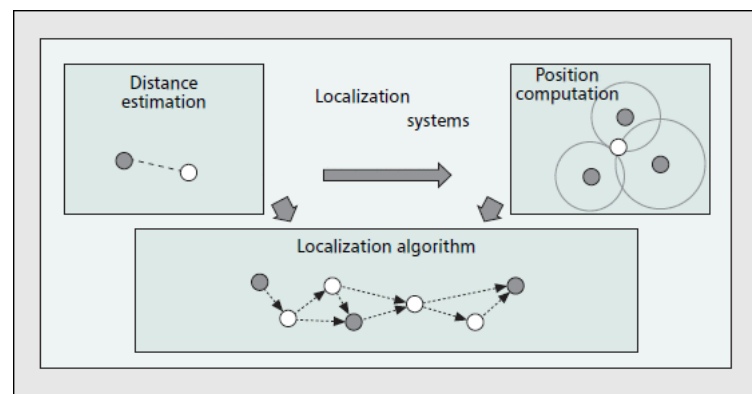 Distance
estimation
Localization
systems
Position
computation
Localization algorithm